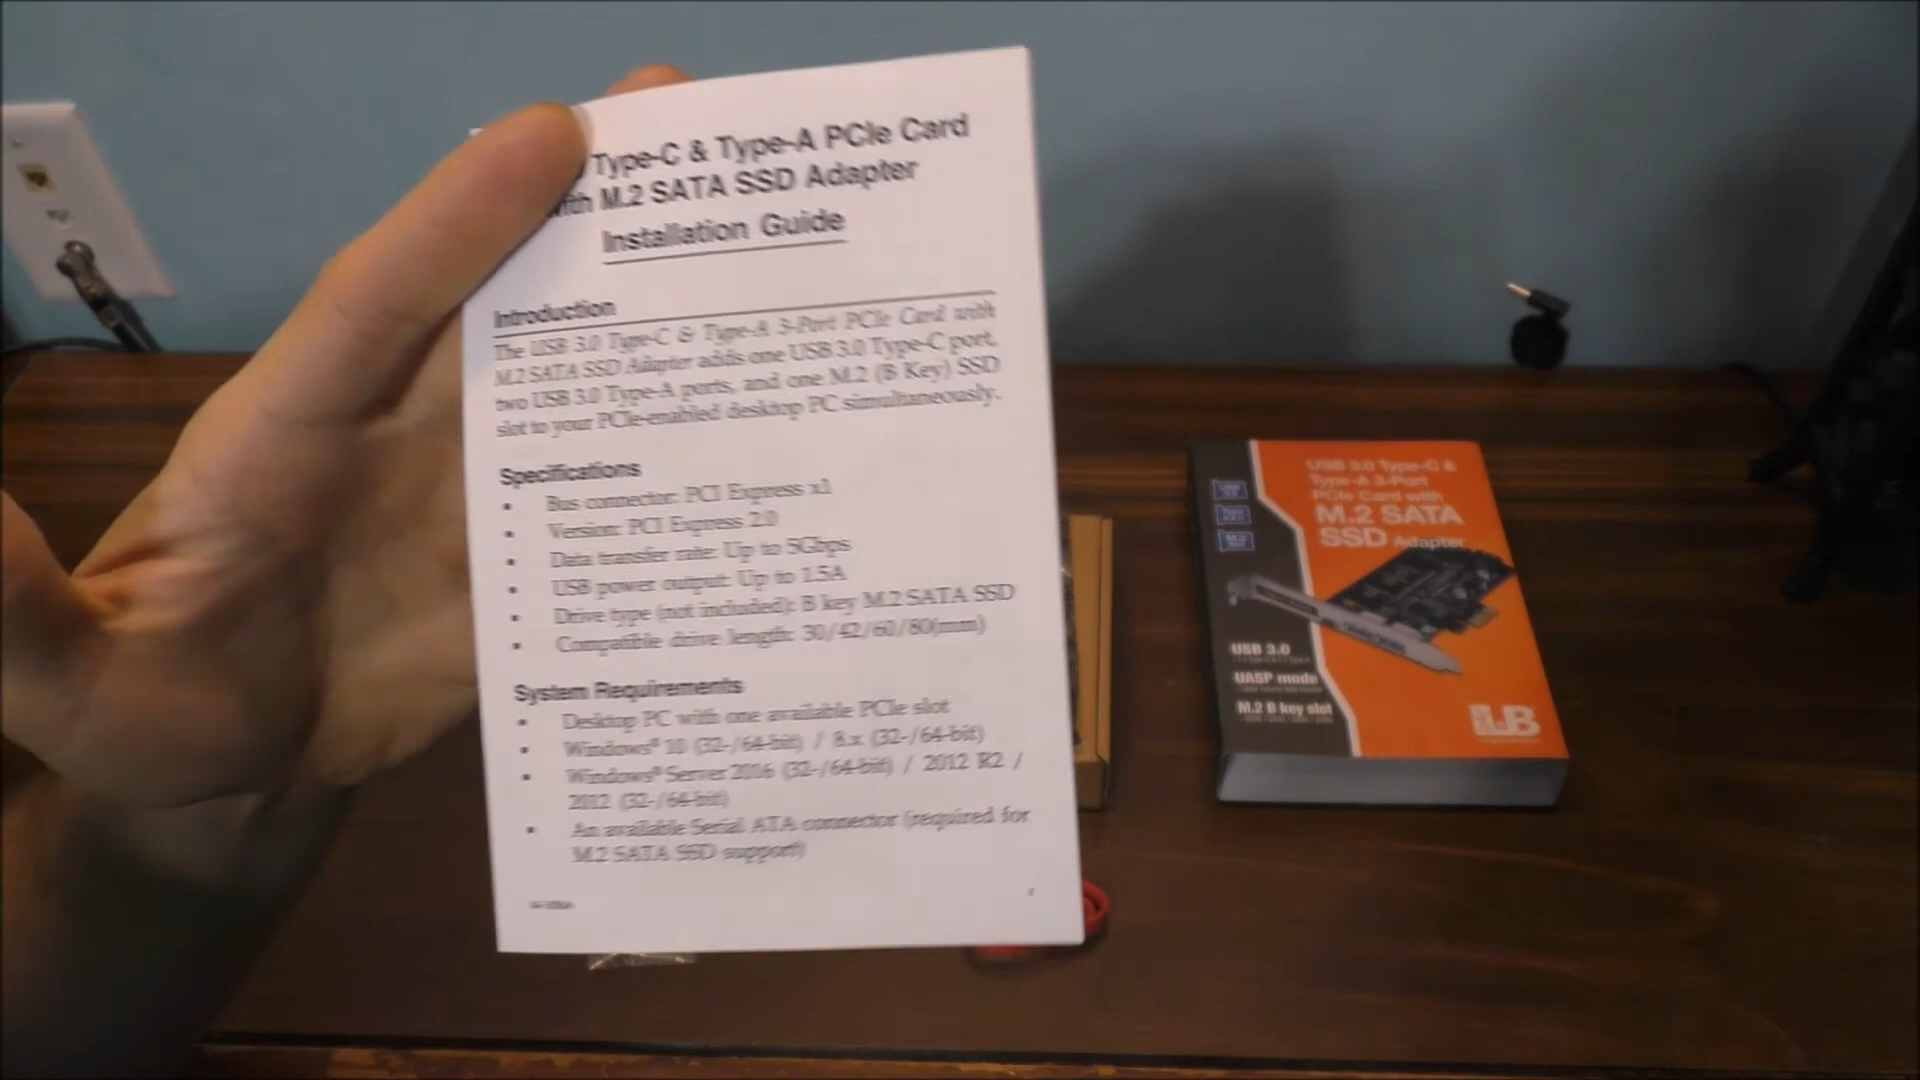 Type-C & Type-A PCIe Card
with M.2 SATA SSD Adapter
Installation Guide
Introduction
The USB 3.0 Type-C & Type-A 3-Port PCIe Card with
M.2 SATA SSD Adapter adds one USB 3.0 Type-C port,
two USB 3.0 Type-A ports, and one M.2 (B Key) SSD
slot to your PCIe-enabled desktop PC simultaneously.
Specifications
• Bus connector: PCI Express x1
• Version: PCI Express 2.0
• Data transfer rate: Up to 5Gbps
• USB power output: Up to 1.5A
• Drive type (not included): B key M.2 SATA SSD
• Compatible drive length: 30/42/60/80(mm)
System Requirements
• Desktop PC with one available PCIe slot
• Windows® 10 (32-/64-bit) / 8.x (32-/64-bit)
• Windows® Server 2016 (32-/64-bit) / 2012 R2 /
2012 (32-/64-bit)
• An available Serial ATA connector (required for
M.2 SATA SSD support)
USB 3.0 Type-C &
Type-A 3-Port
PCIe Card with
M.2 SATA
SSD Adapter
USB 3.0
UASP mode
M.2 B key slot